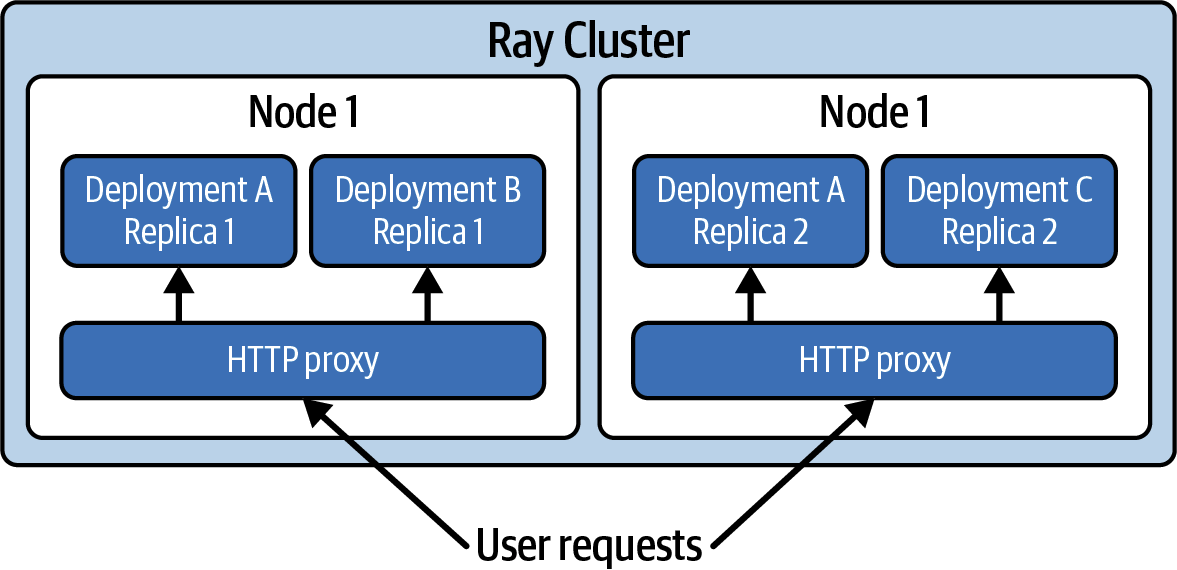 Ray Cluster
Node 1
Deployment A
Replica 1
Deployment B
Replica 1
HTTP proxy
Node 1
Deployment A
Replica 2
Deployment C
Replica 2
HTTP proxy
User requests